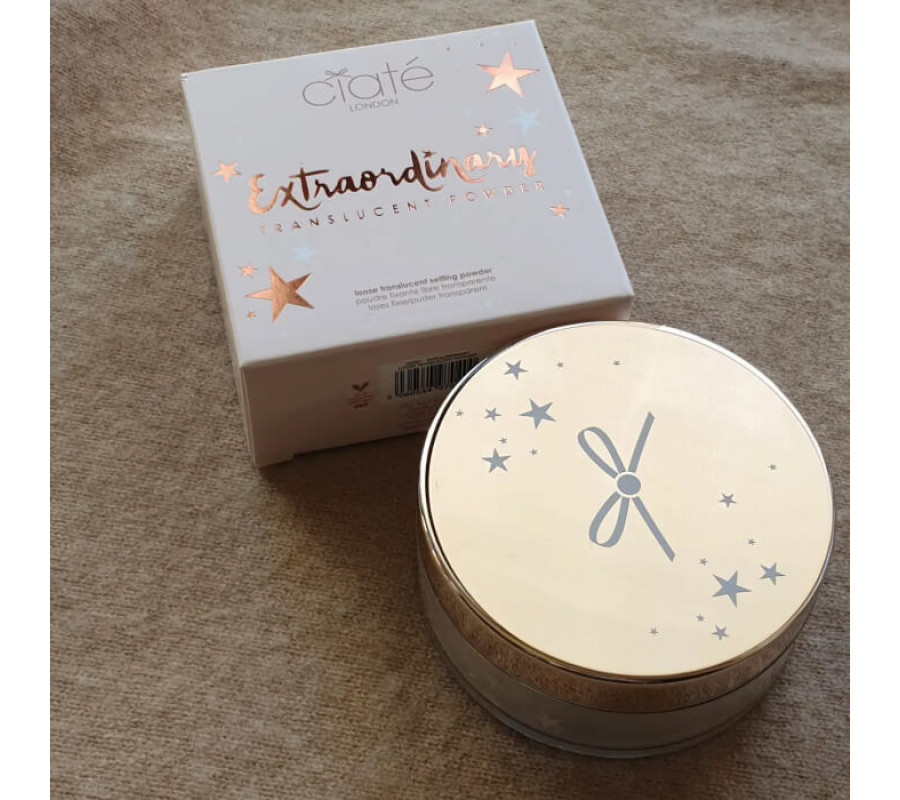 ciaté
LONDON
Extraordinary
TRANSLUCENT POWDER
loose translucent setting powder
poudre fixante libre transparente
loses fixierpuder transparent